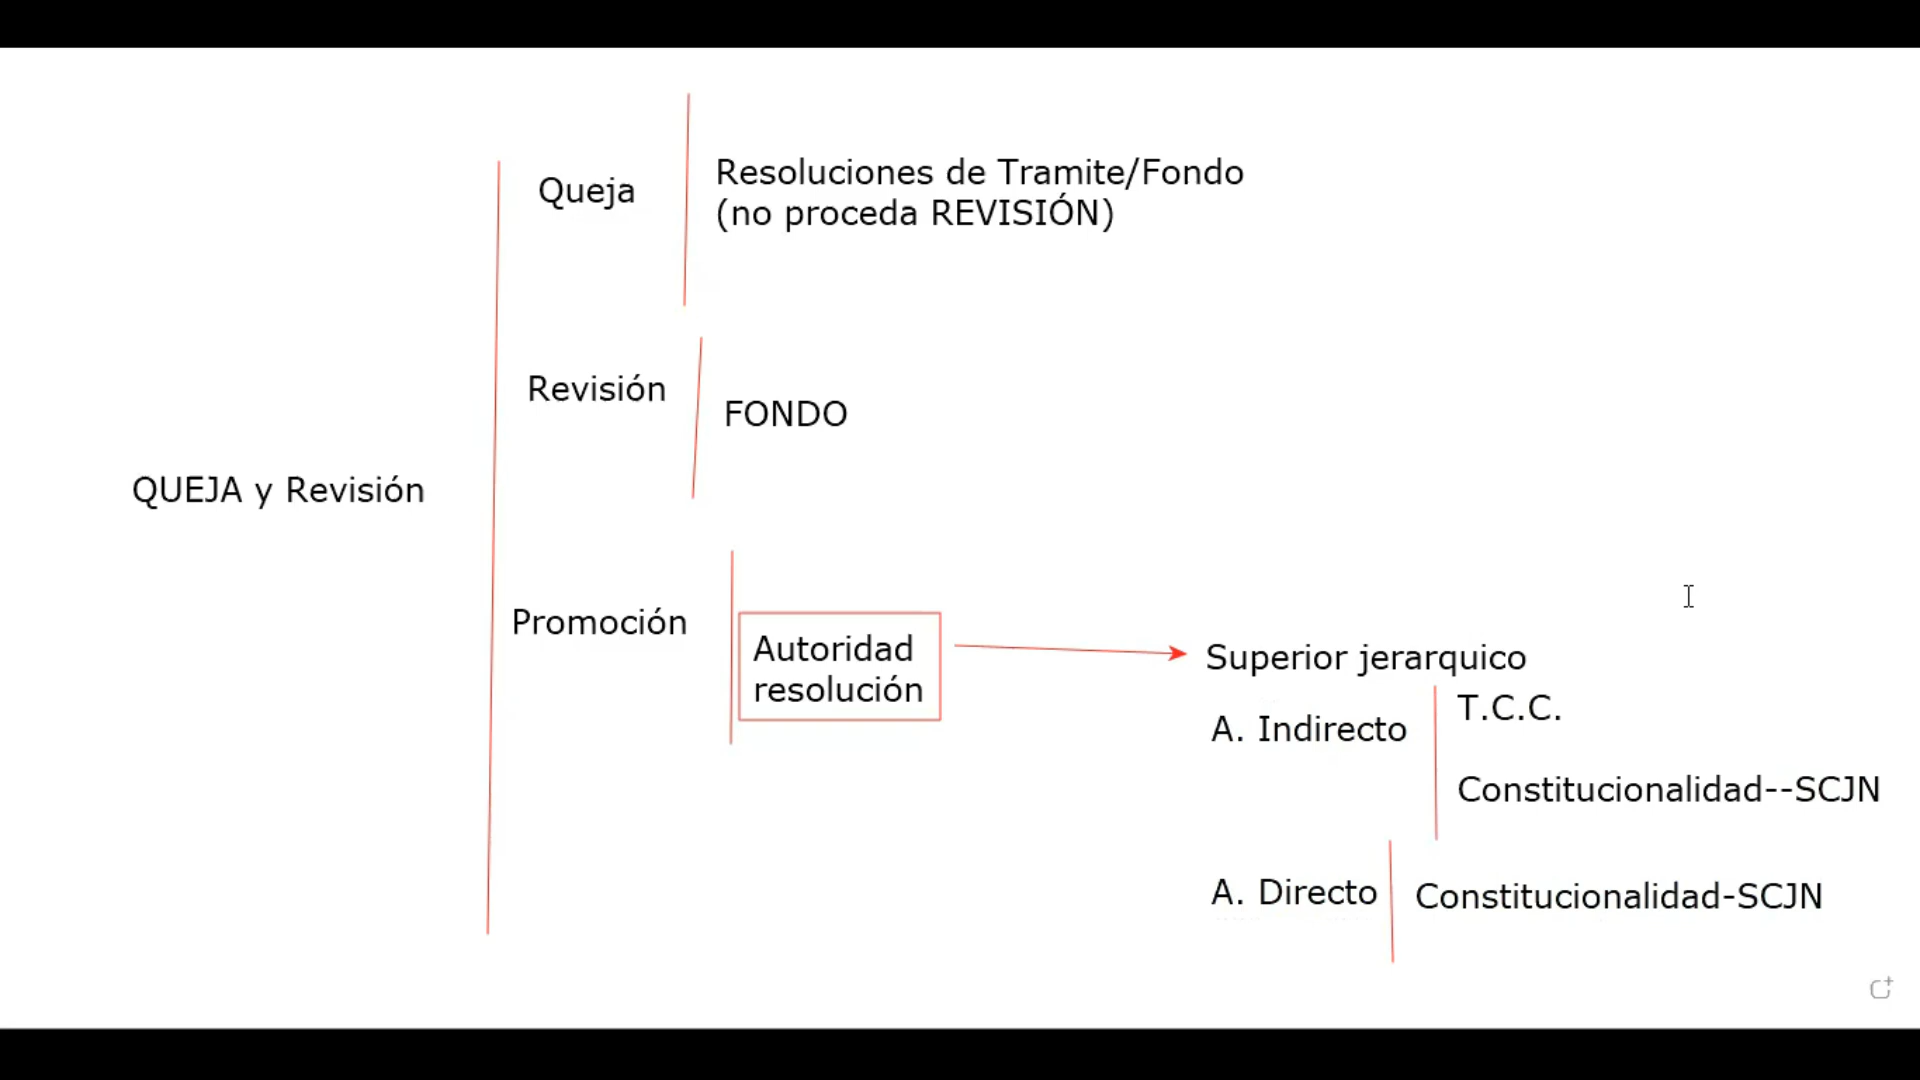 QUEJA y Revisión
Queja
Resoluciones de Tramite/Fondo
(no proceda REVISIÓN)
Revisión
FONDO
Promoción
Autoridad
resolución
Superior jerarquico
A. Indirecto
T.C.C.
Constitucionalidad--SCJN
A. Directo
Constitucionalidad-SCJN